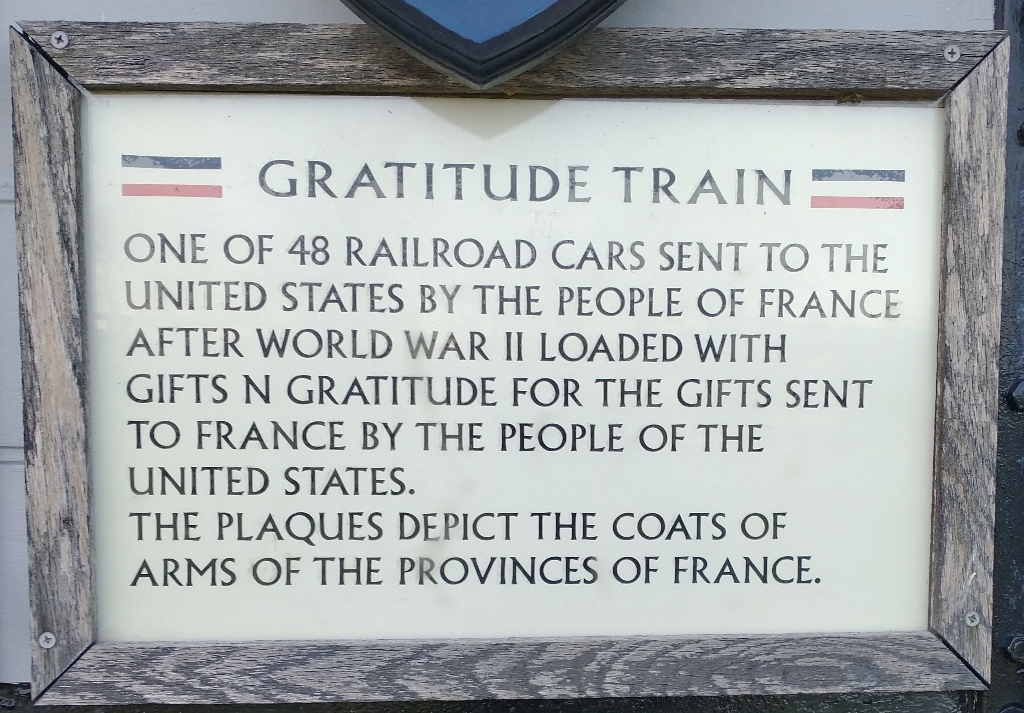 GRATITUDE TRAIN
ONE OF 48 RAILROAD CARS SENT TO THE
UNITED STATES BY THE PEOPLE OF FRANCE
AFTER WORLD WAR II LOADED WITH
GIFTS N GRATITUDE FOR THE GIFTS SENT
TO FRANCE BY THE PEOPLE OF THE
UNITED STATES.
THE PLAQUES DEPICT THE COATS OF
ARMS OF THE PROVINCES OF FRANCE.